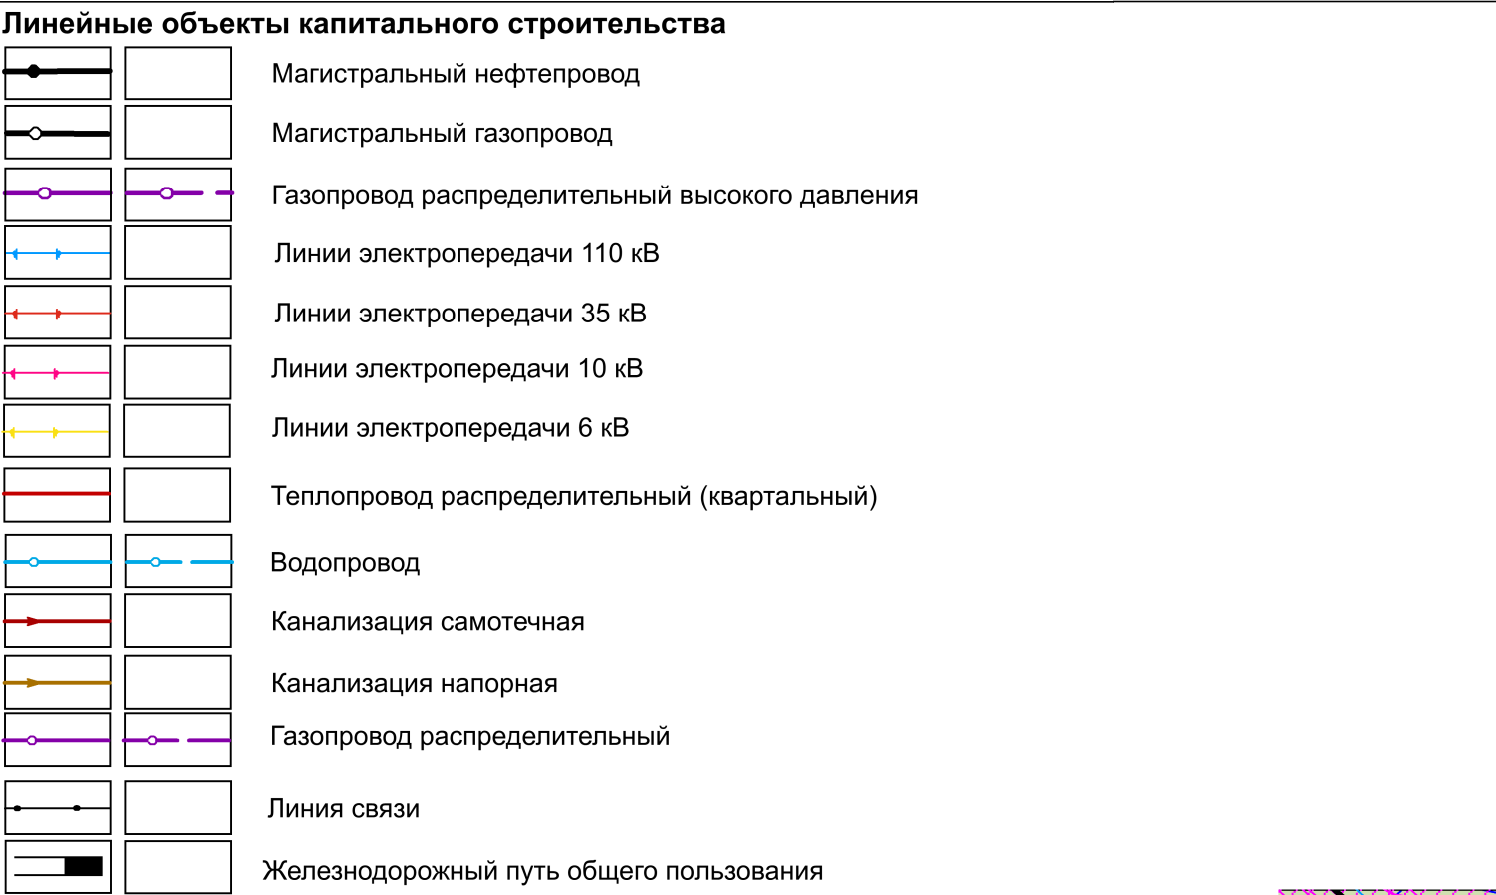 Линейные объекты капитального строительства
Магистральный нефтепровод
Магистральный газопровод
Газопровод распределительный высокого давления
Линии электропередачи 110 кВ
Линии электропередачи 35 кВ
Линии электропередачи 10 кВ
Линии электропередачи 6 кВ
Теплопровод распределительный (квартальный)
Водопровод
Канализация самотечная
Канализация напорная
Газопровод распределительный
Линия связи
Железнодорожный путь общего пользования